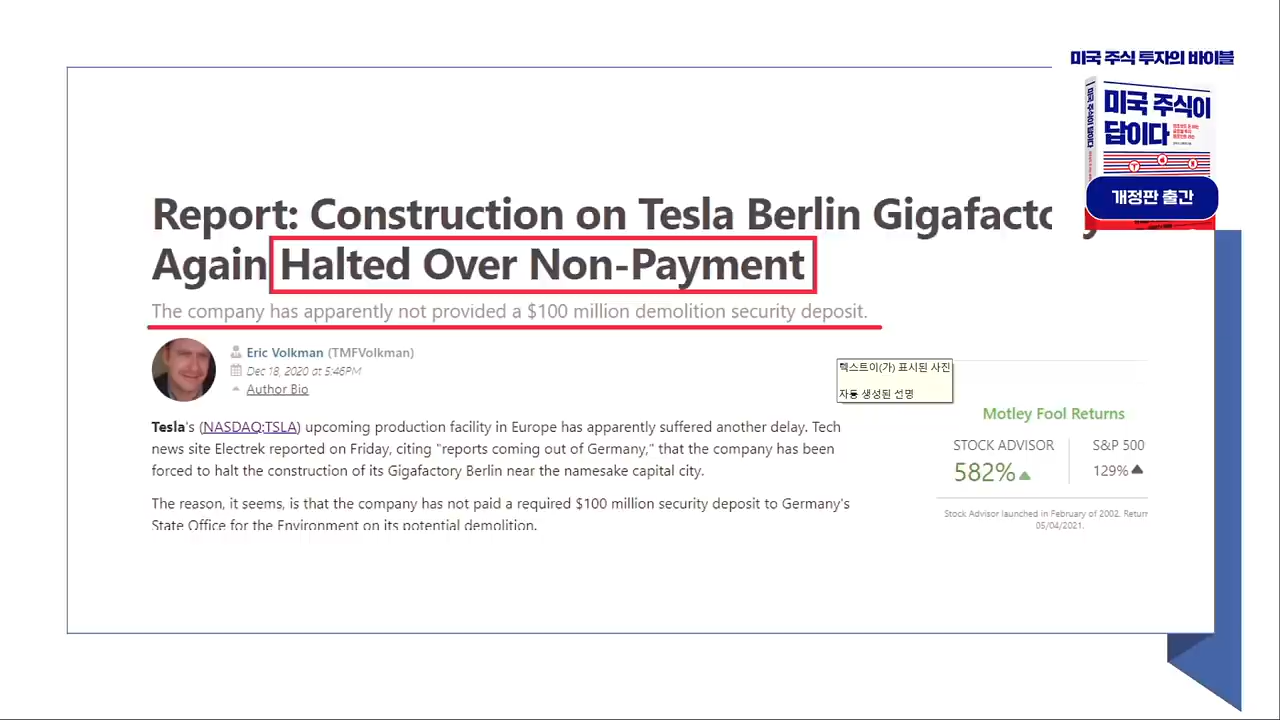 미국 주식 투자의 바이블
미국 주식이
답이다
개정판 출간
Report: Construction on Tesla Berlin Gigafacto
Again Halted Over Non-Payment
The company has apparently not provided a $100 million demolition security deposit.
Eric Volkman (TMFVolkman)
Dec 18, 2020 at 5:46PM
Author Bio
텍스트이(가) 표시된 사진
자동 생성된 설명
Tesla's (NASDAQ:TSLA) upcoming production facility in Europe has apparently suffered another delay. Tech
news site Electrek reported on Friday, citing "reports coming out of Germany," that the company has been
forced to halt the construction of its Gigafactory Berlin near the namesake capital city.
The reason, it seems, is that the company has not paid a required $100 million security deposit to Germany's
State Office for the Environment on its potential demolition.
Motley Fool Returns
STOCK ADVISOR
582%
S&P 500
129%
Stock Advisor launched in February of 2002. Return
05/04/2021.